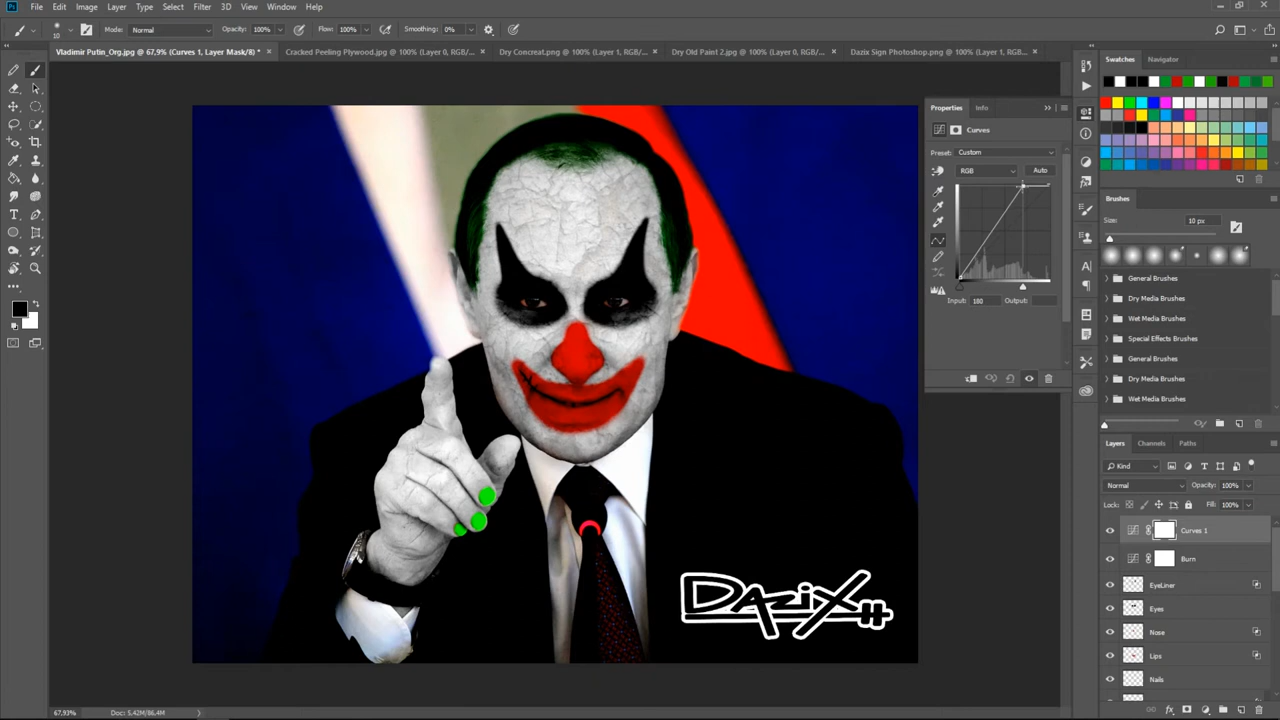 Ps File Edit Image Layer Type Select Filter 3D View Window Help
10 Mode: Normal Opacity: 100% Flow: 100% Smoothing: 0%
Vladimir Putin_Org.jpg @ 67,9% (Curves 1, Layer Mask/8) * × Cracked Peeling Plywood.jpg @ 100% (Layer 0, RGB/... × Dry Concreat.png @ 100% (Layer 1, RGB/... × Dry Old Paint 2.jpg @ 100% (Layer 0, RGB/... × Dazix Sign Photoshop.png @ 100% (Layer 1, RGB/... ×
Swatches Navigator
Properties Info
Curves
Preset: Custom
RGB Auto
Input: 180 Output:
Brushes
Size: 10 px
General Brushes
Dry Media Brushes
Wet Media Brushes
Special Effects Brushes
General Brushes
Dry Media Brushes
Wet Media Brushes
Layers Channels Paths
Kind
Normal Opacity: 100%
Lock: Fill: 100%
Curves 1
Burn
EyeLiner
Eyes
Nose
Lips
Nails
Dazix
67,93% Doc: 5,42M/86,4M